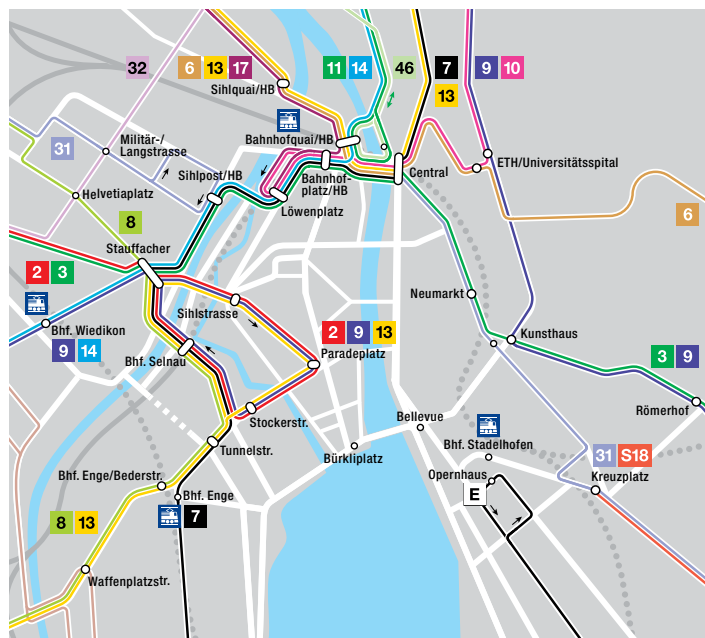 32
6 13 17
11 14
46
7
9 10
13
Sihlquai/HB
Bahnhofquai/HB
Militär-/
Langstrasse
31
ETH/Universitätsspital
Sihlpost/HB
Bahnhof-
platz/HB
Central
Helvetiaplatz
Löwenplatz
8
6
Stauffacher
2 3
Neumarkt
Sihlstrasse
Bhf. Wiedikon
2 9 13
Kunsthaus
9 14
Bhf. Selnau
Paradeplatz
3 9
Römerhof
Stockerstr.
Bellevue
Tunnelstr.
Bürkliplatz
Bhf. Stadelhofen
31 S18
Bhf. Enge/Bederstr.
Opernhaus
Kreuzplatz
E
Bhf. Enge
8 13
7
Waffenplatzstr.